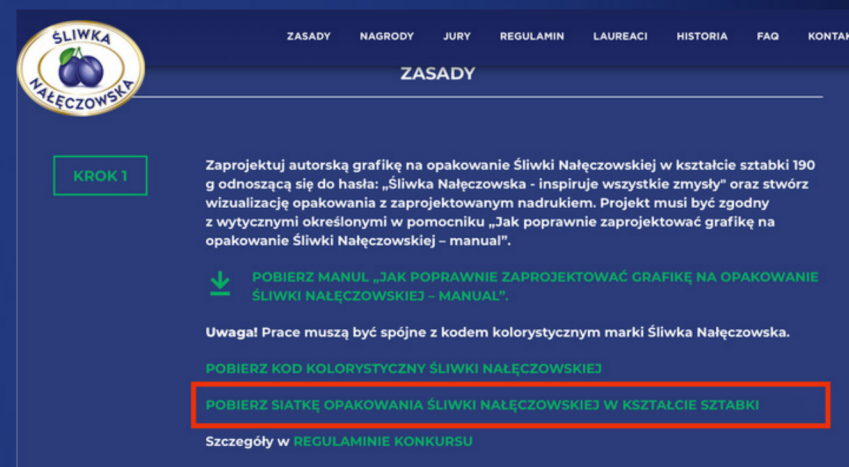 ŚLIWKA
NAŁĘCZOWSKA
ZASADY NAGRODY JURY REGULAMIN LAUREACI HISTORIA FAQ KONTAK
ZASADY
KROK 1
Zaprojektuj autorską grafikę na opakowanie Śliwki Nałęczowskiej w kształcie sztabki 190
g odnoszącą się do hasła: „Śliwka Nałęczowska - inspiruje wszystkie zmysły" oraz stwórz
wizualizację opakowania z zaprojektowanym nadrukiem. Projekt musi być zgodny
z wytycznymi określonymi w pomocniku „Jak poprawnie zaprojektować grafikę na
opakowanie Śliwki Nałęczowskiej – manual”.
POBIERZ MANUL „JAK POPRAWNIE ZAPROJEKTOWAĆ GRAFIKĘ NA OPAKOWANIE
ŚLIWKI NAŁĘCZOWSKIEJ – MANUAL”.
Uwaga! Prace muszą być spójne z kodem kolorystycznym marki Śliwka Nałęczowska.
POBIERZ KOD KOLORYSTYCZNY ŚLIWKI NAŁĘCZOWSKIEJ
POBIERZ SIATKĘ OPAKOWANIA ŚLIWKI NAŁĘCZOWSKIEJ W KSZTAŁCIE SZTABKI
Szczegóły w REGULAMINIE KONKURSU